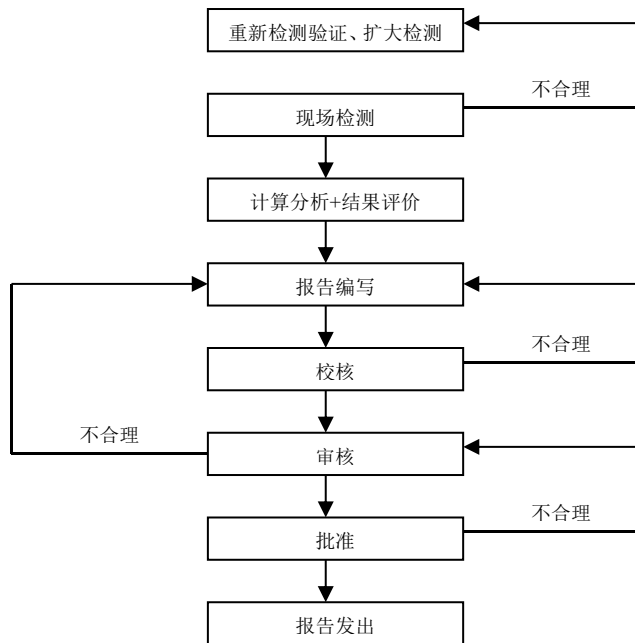 重新检测验证、扩大检测
不合理
现场检测
计算分析+结果评价
报告编写
不合理
校核
不合理
审核
不合理
批准
报告发出